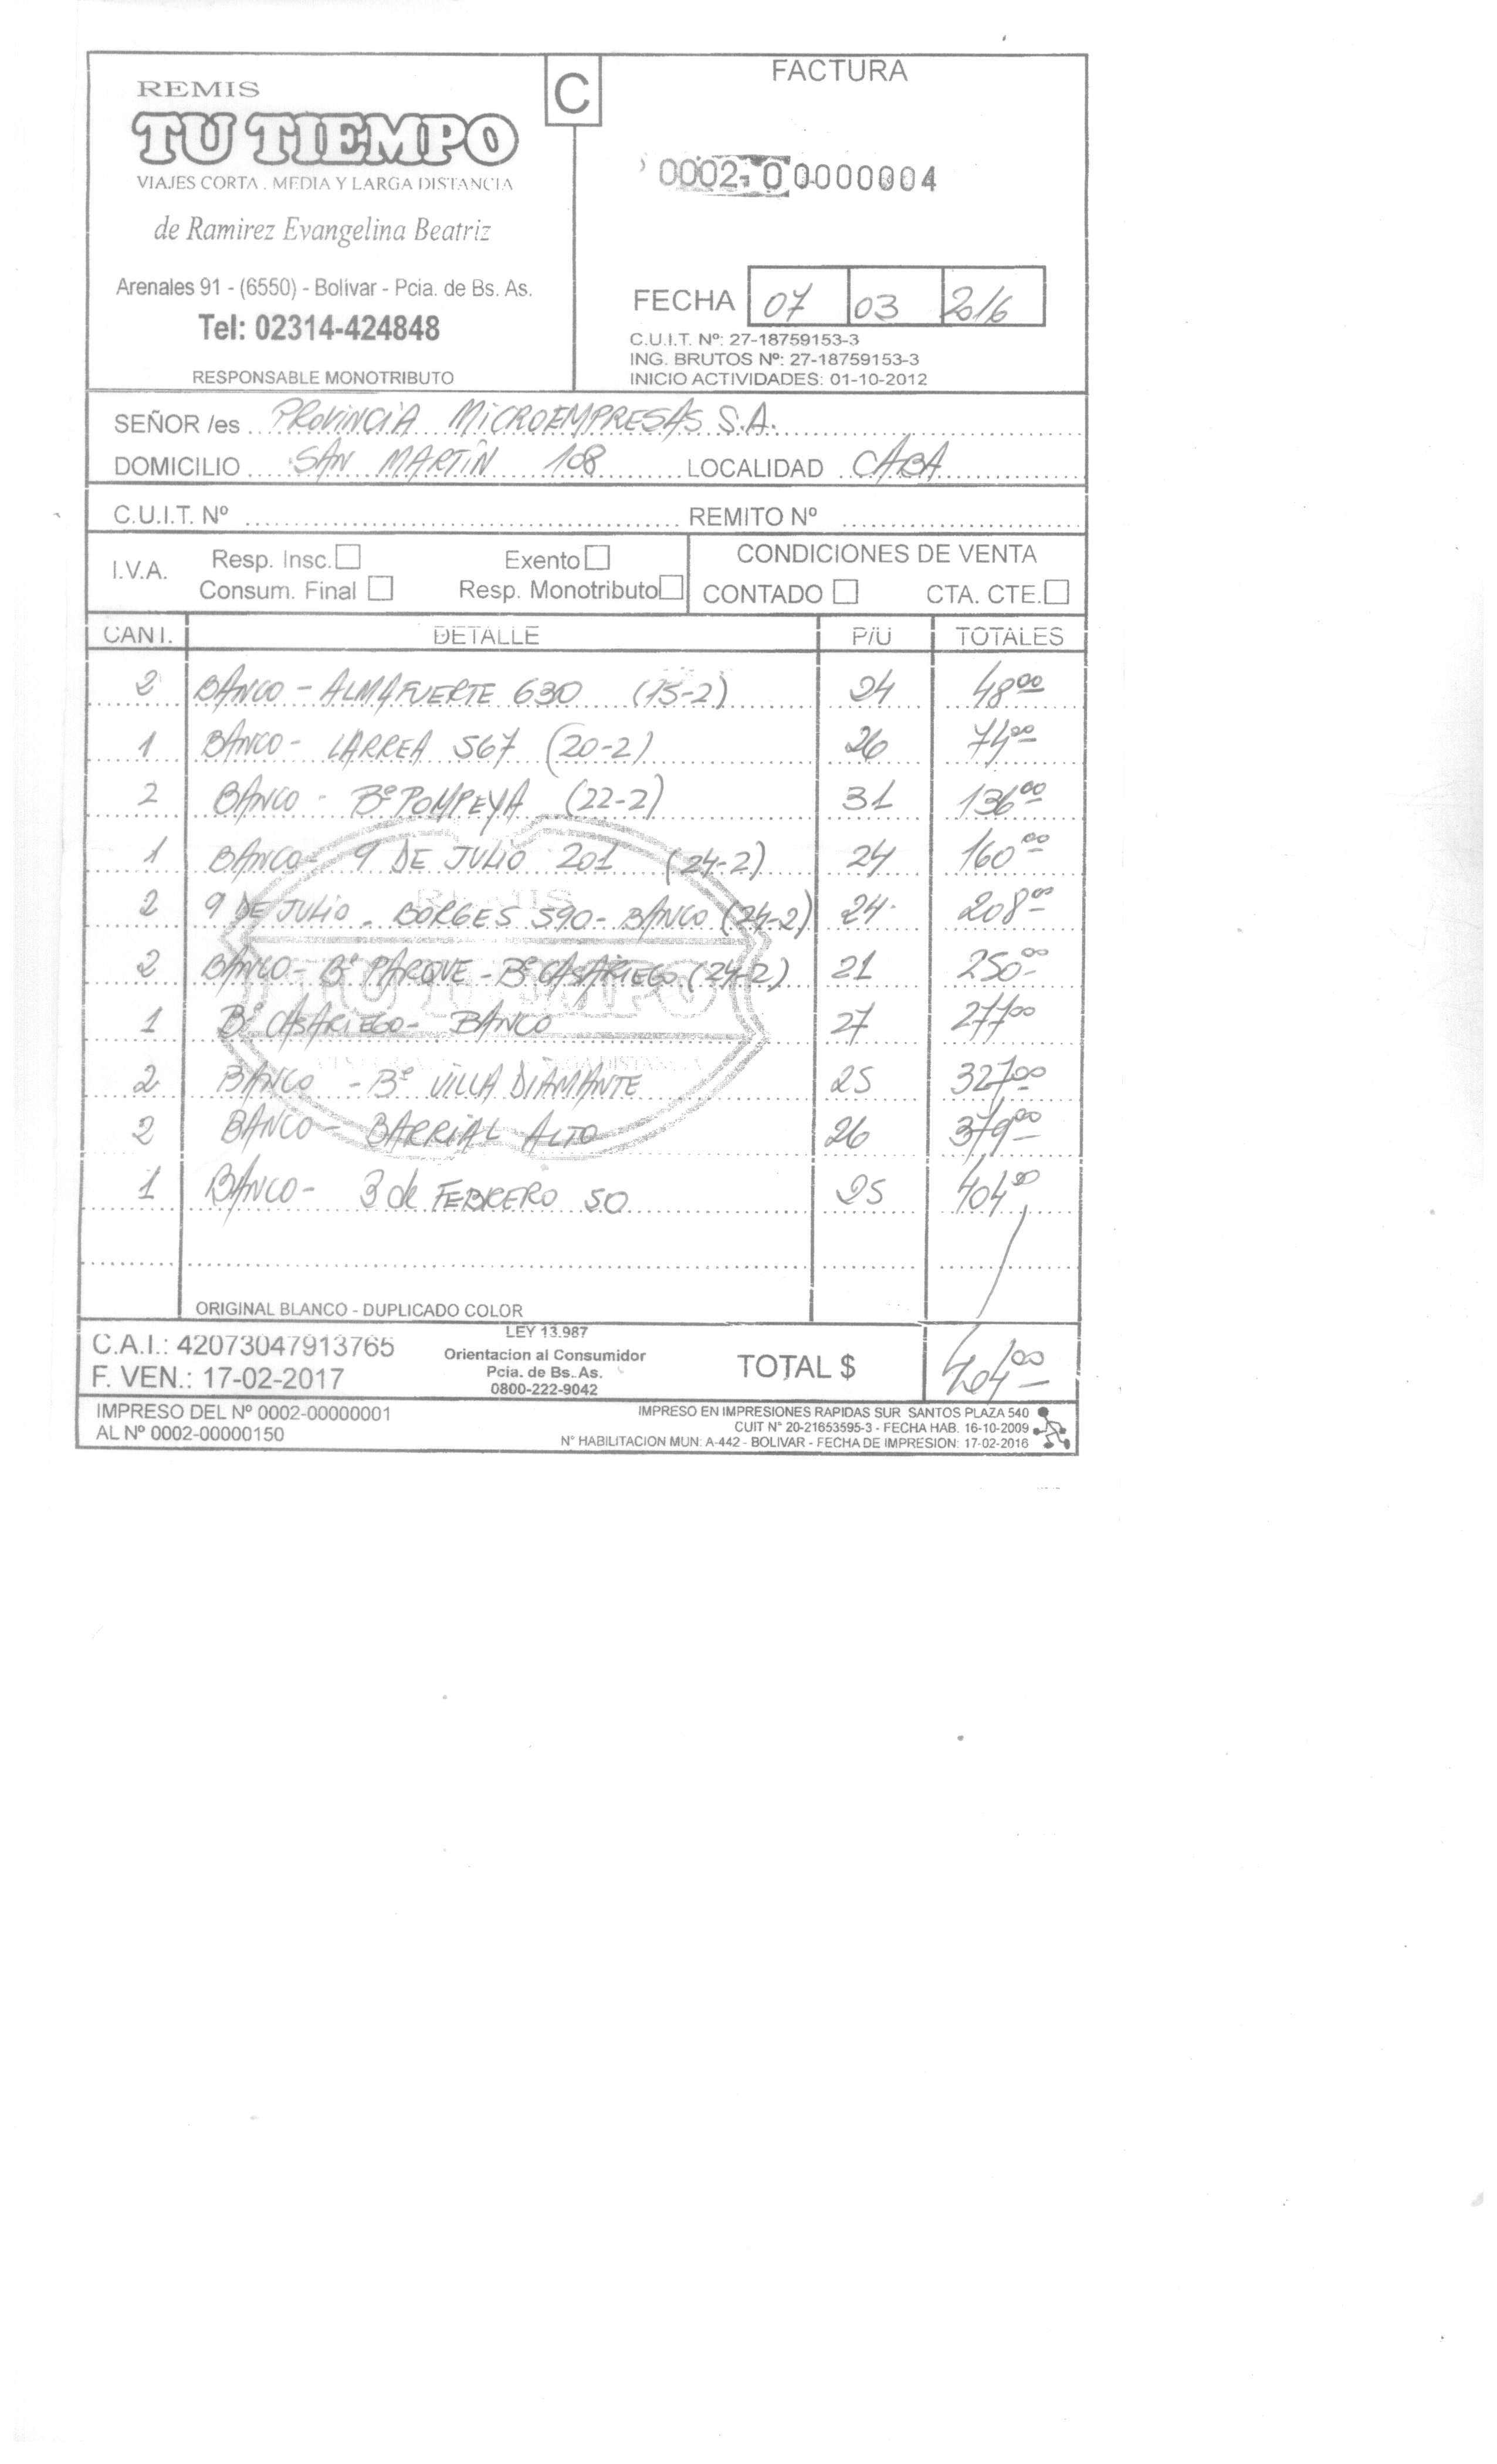 REMIS
TU TIEMPO
VIAJES CORTA . MEDIA Y LARGA DISTANCIA
de Ramirez Evangelina Beatriz
Arenales 91 - (6550) - Bolivar - Pcia. de Bs. As.
Tel: 02314-424848
RESPONSABLE MONOTRIBUTO
C
FACTURA
0002-00000004
FECHA 07 03 2016
C.U.I.T. Nº: 27-18759153-3
ING. BRUTOS Nº: 27-18759153-3
INICIO ACTIVIDADES: 01-10-2012
SEÑOR /es PROVINCIA MICROEMPRESAS S.A.
DOMICILIO SAN MARTIN 108 LOCALIDAD CABA
C.U.I.T. Nº REMITO Nº
I.V.A. Resp. Insc. Exento CONDICIONES DE VENTA
Consum. Final Resp. Monotributo CONTADO CTA. CTE.
CANT. DETALLE P/U TOTALES
2 BANCO - ALMAFUERTE 630 (15-2) 24 48 00
1 BANCO - LARREA 567 (20-2) 26 74 00
2 BANCO - Bº POMPEYA (22-2) 31 136 00
1 BANCO - 9 DE JULIO 201 (24-2) 24 160 00
2 9 DE JULIO - BORGES 590 - BANCO (24-2) 24 208 00
2 BANCO - Bº PARQUE - Bº CASARIEGO (24-2) 21 250 00
1 Bº CASARIEGO - BANCO 27 277 00
2 BANCO - Bº VILLA DIAMANTE 25 327 00
2 BANCO - BARRIAL ALTO 26 379 00
1 BANCO - 3 de FEBRERO 50 25 404 00
ORIGINAL BLANCO - DUPLICADO COLOR
C.A.I.: 42073047913765
F. VEN.: 17-02-2017
LEY 13.987
Orientacion al Consumidor
Pcia. de Bs. As.
0800-222-9042
TOTAL $ 404 00
IMPRESO DEL Nº 0002-00000001
AL Nº 0002-00000150
IMPRESO EN IMPRESIONES RAPIDAS SUR SANTOS PLAZA 540
CUIT N° 20-21653595-3 - FECHA HAB. 16-10-2009
N° HABILITACION MUN: A-442 - BOLIVAR - FECHA DE IMPRESION: 17-02-2016